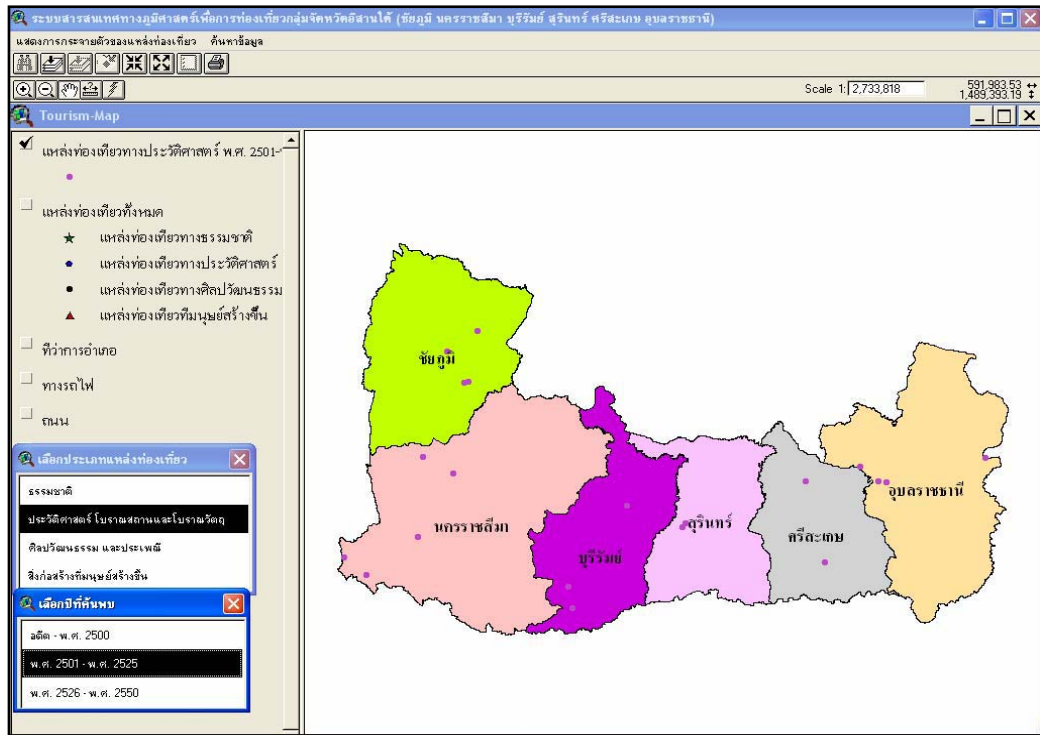 ระบบสารสนเทศทางภูมิศาสตร์เพื่อการท่องเที่ยวกลุ่มจังหวัดอีสานใต้ (ชัยภูมิ นครราชสีมา บุรีรัมย์ สุรินทร์ ศรีสะเกษ อุบลราชธานี)
แสดงการกระจายตัวของแหล่งท่องเที่ยว ค้นหาข้อมูล
Scale 1: 2,733,818
591,983.53
1,489,393.19
Tourism-Map
แหล่งท่องเที่ยวทางประวัติศาสตร์ พ.ศ. 2501-
แหล่งท่องเที่ยวทั้งหมด
แหล่งท่องเที่ยวทางธรรมชาติ
แหล่งท่องเที่ยวทางประวัติศาสตร์
แหล่งท่องเที่ยวทางศิลปวัฒนธรรม
แหล่งท่องเที่ยวที่มนุษย์สร้างขึ้น
ที่ว่าการอำเภอ
ทางรถไฟ
ถนน
เลือกประเภทแหล่งท่องเที่ยว
ธรรมชาติ
ประวัติศาสตร์ โบราณสถานและโบราณวัตถุ
ศิลปวัฒนธรรม และประเพณี
สิ่งก่อสร้างที่มนุษย์สร้างขึ้น
เลือกปีที่ค้นพบ
อดีต - พ.ศ. 2500
พ.ศ. 2501 - พ.ศ. 2525
พ.ศ. 2526 - พ.ศ. 2550
ชัยภูมิ
นครราชสีมา
บุรีรัมย์
สุรินทร์
ศรีสะเกษ
อุบลราชธานี